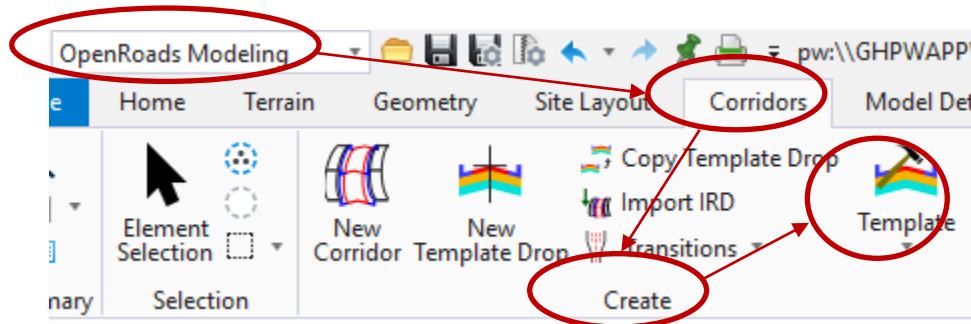 OpenRoads Modeling
pw:\\GHPWAPP
Home Terrain Geometry Site Layout Corridors Model Det
Copy Template Drop
Import IRD
Transitions
Element
Selection
New
Corridor
New
Template Drop
Template
Selection
Create